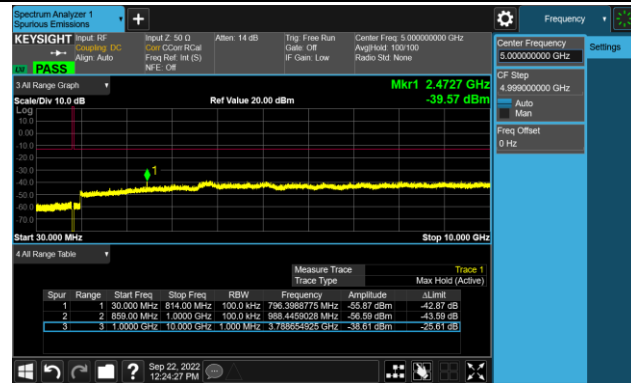 Spectrum Analyzer 1
Spurious Emissions
Frequency
Settings
KEYSIGHT
Input: RF
Coupling: DC
Align: Auto
Input Z: 50 Ω
Corr CCorr RCal
Freq Ref: Int (S)
NFE: Off
Atten: 14 dB
Trig: Free Run
Gate: Off
IF Gain: Low
Center Freq: 5.000000000 GHz
Avg|Hold: 100/100
Radio Std: None
PASS
Center Frequency
5.000000000 GHz
CF Step
4.999000000 GHz
Auto
Man
Freq Offset
0 Hz
3 All Range Graph
Mkr1 2.4727 GHz
Scale/Div 10.0 dB
Ref Value 20.00 dBm
-39.57 dBm
Log
10.0
0.00
-10.0
-20.0
-30.0
1
-40.0
-50.0
-60.0
-70.0
Start 30.000 MHz
Stop 10.000 GHz
4 All Range Table
Measure Trace Trace 1
Trace Type Max Hold (Active)
Spur Range Start Freq Stop Freq RBW Frequency Amplitude ΔLimit
1 1 30.000 MHz 814.00 MHz 100.0 kHz 796.3988775 MHz -55.87 dBm -42.87 dB
2 2 859.00 MHz 1.0000 GHz 100.0 kHz 988.4459028 MHz -56.59 dBm -43.59 dB
3 3 1.0000 GHz 10.000 GHz 1.000 MHz 3.788654925 GHz -38.61 dBm -25.61 dB
Sep 22, 2022
12:24:27 PM